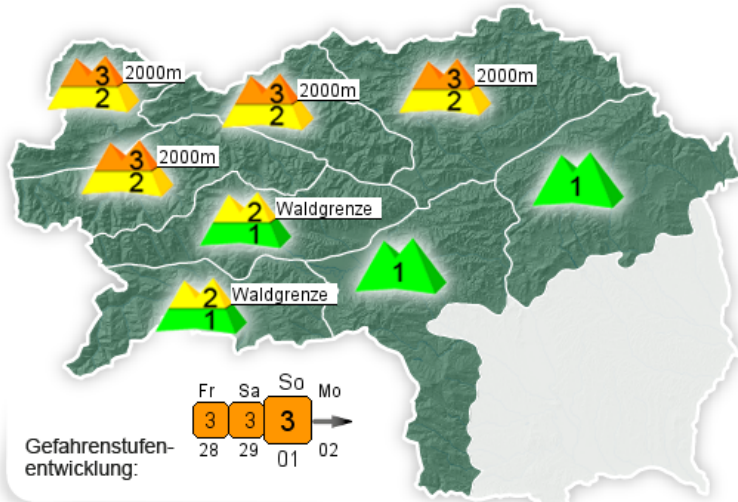 3 2000m
2
3 2000m
2
3 2000m
2
3 2000m
2
1
2 Waldgrenze
1
1
2 Waldgrenze
1
Fr Sa So Mo
3 3 3
28 29 01 02
Gefahrenstufen-
entwicklung: